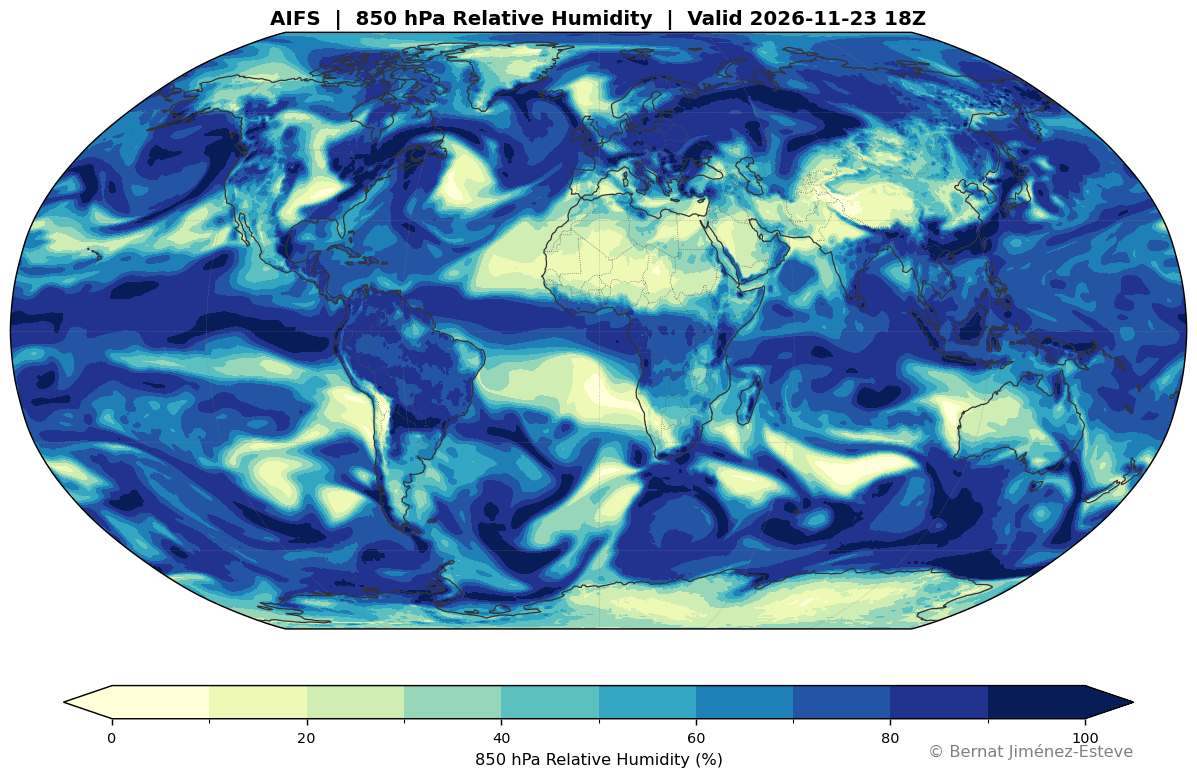 AIFS | 850 hPa Relative Humidity | Valid 2026-11-23 18Z
0 20 40 60 80 100
850 hPa Relative Humidity (%)
© Bernat Jiménez-Esteve